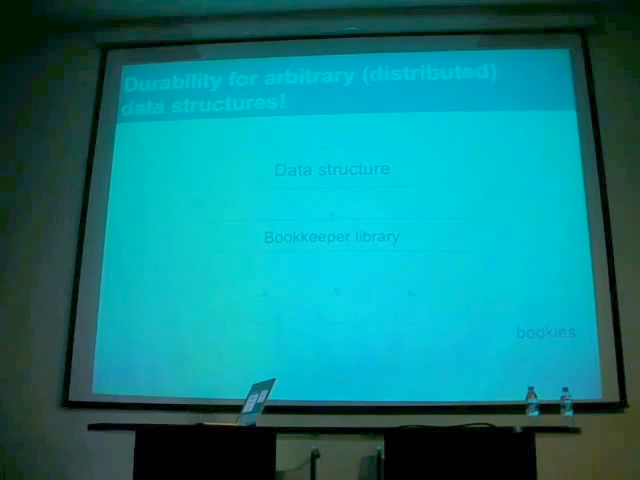 Durability for arbitrary (distributed)
data structures!
Data structure
Bookkeeper library
bookies